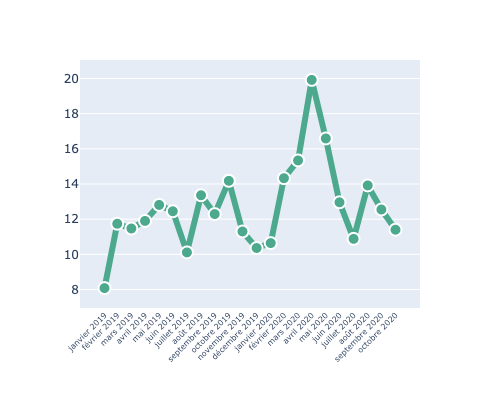 20
18
16
14
12
10
8
janvier 2019
février 2019
mars 2019
avril 2019
mai 2019
juin 2019
juillet 2019
août 2019
septembre 2019
octobre 2019
novembre 2019
décembre 2019
janvier 2020
février 2020
mars 2020
avril 2020
mai 2020
juin 2020
juillet 2020
août 2020
septembre 2020
octobre 2020